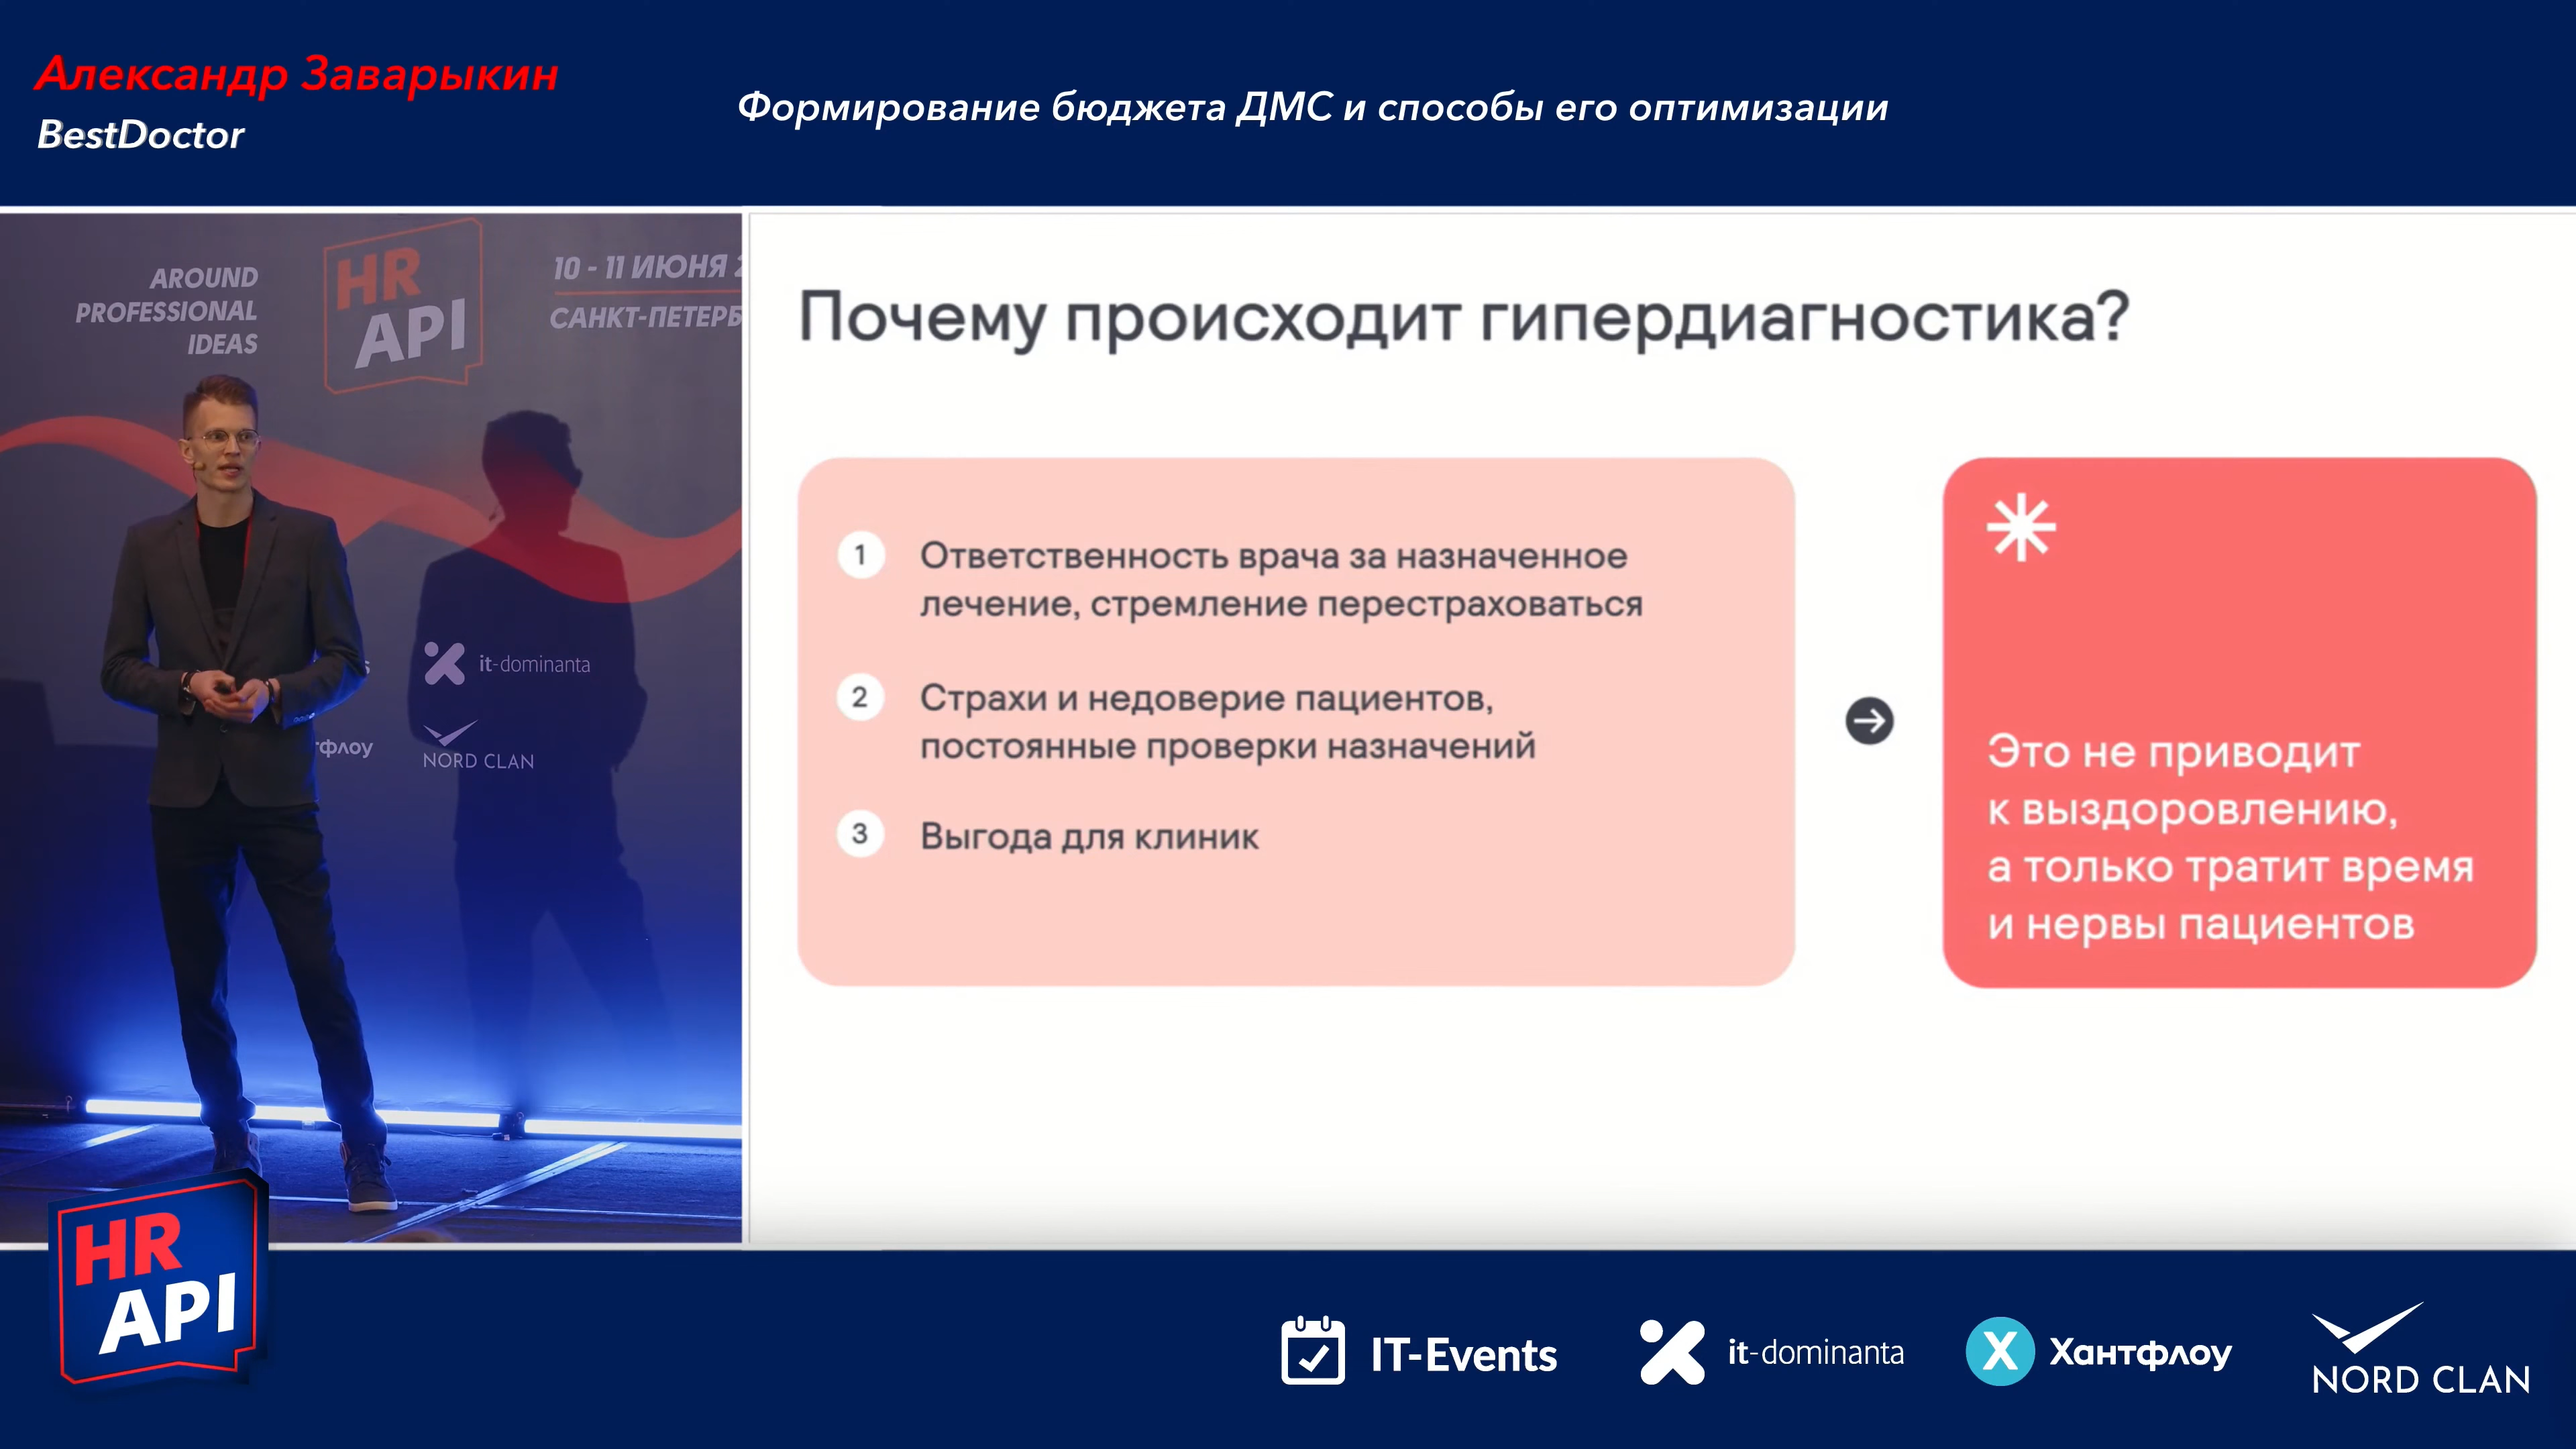 Александр Заварыкин
BestDoctor
Формирование бюджета ДМС и способы его оптимизации
AROUND
PROFESSIONAL
IDEAS
HR
API
10 - 11 ИЮНЯ
САНКТ-ПЕТЕРБ
it-dominanta
тфлоу
NORD CLAN
Почему происходит гипердиагностика?
1 Ответственность врача за назначенное
лечение, стремление перестраховаться
2 Страхи и недоверие пациентов,
постоянные проверки назначений
3 Выгода для клиник
Это не приводит
к выздоровлению,
а только тратит время
и нервы пациентов
HR
API
IT-Events
it-dominanta
Хантфлоу
NORD CLAN